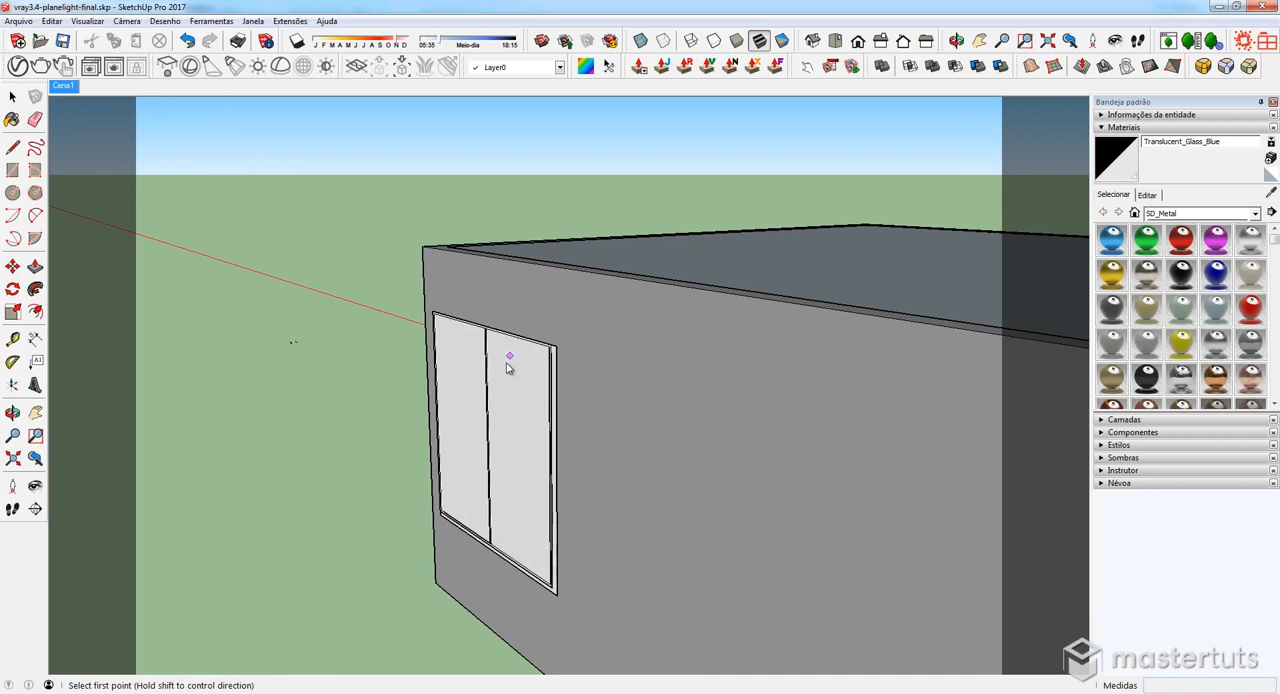 vray3.4-planelight-final.skp - SketchUp Pro 2017
Arquivo Editar Visualizar Câmera Desenho Ferramentas Janela Extensões Ajuda
J F M A M J J A S O N D 05:35 Meio-dia 18:15
Layer0
J R V N X F
Cena1
Bandeja padrão
Informações da entidade
Materiais
Translucent_Glass_Blue
Selecionar Editar
SD_Metal
Camadas
Componentes
Estilos
Sombras
Instrutor
Névoa
mastertuts
Select first point (Hold shift to control direction)
Medidas